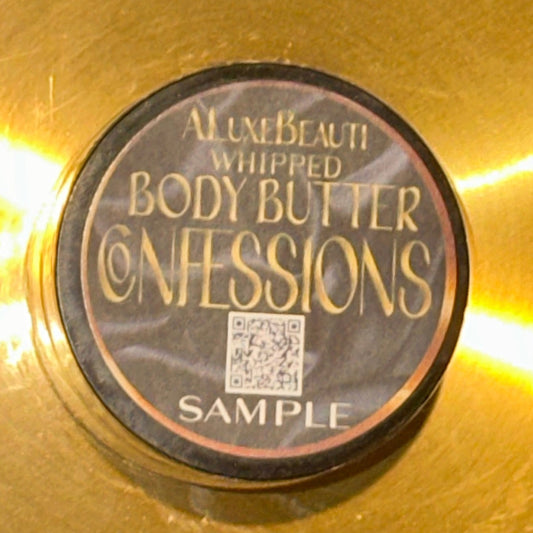 ALUXEBEAUTI
WHIPPED
BODY BUTTER
CONFESSIONS
SAMPLE